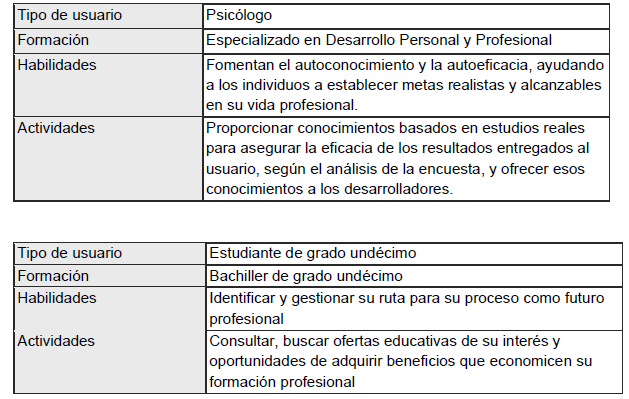 Tipo de usuario Psicólogo
Formación Especializado en Desarrollo Personal y Profesional
Habilidades Fomentan el autoconocimiento y la autoeficacia, ayudando
a los individuos a establecer metas realistas y alcanzables
en su vida profesional.
Actividades Proporcionar conocimientos basados en estudios reales
para asegurar la eficacia de los resultados entregados al
usuario, según el análisis de la encuesta, y ofrecer esos
conocimientos a los desarrolladores.
Tipo de usuario Estudiante de grado undécimo
Formación Bachiller de grado undécimo
Habilidades Identificar y gestionar su ruta para su proceso como futuro
profesional
Actividades Consultar, buscar ofertas educativas de su interés y
oportunidades de adquirir beneficios que economicen su
formación profesional